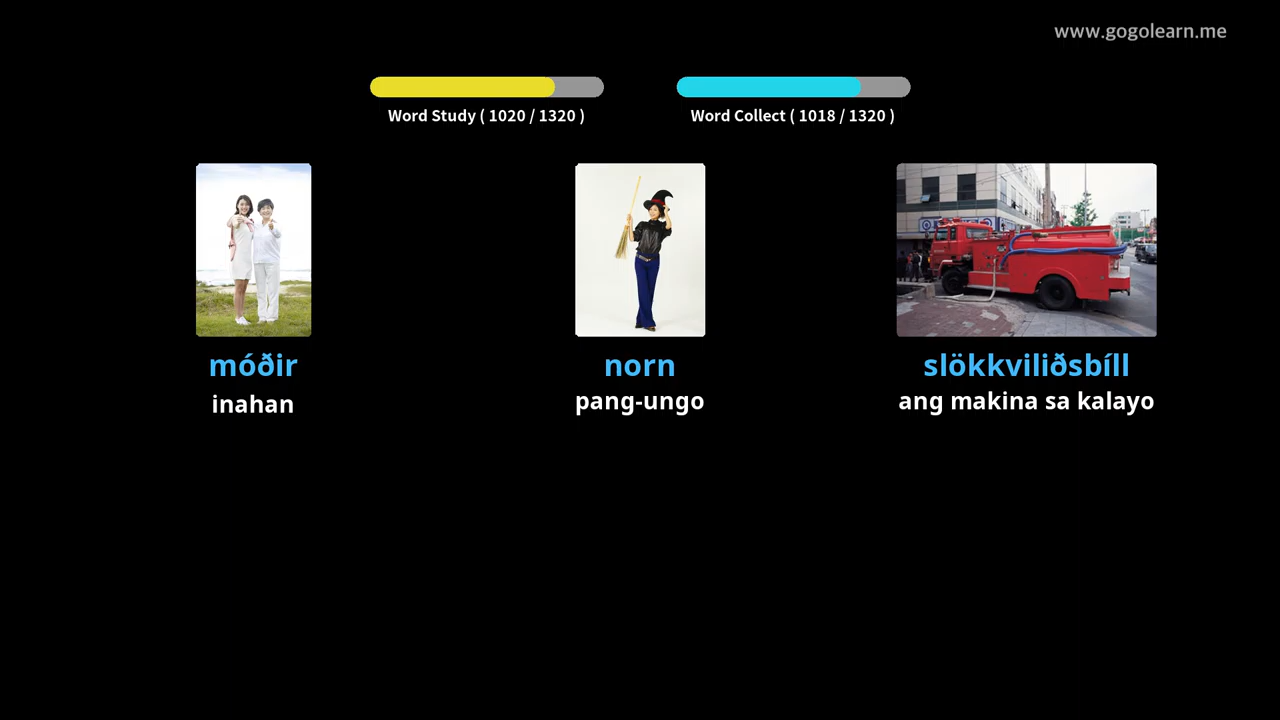 www.gogolearn.me
Word Study ( 1020 / 1320 )
Word Collect ( 1018 / 1320 )
móðir
inahan
norn
pang-ungo
slökkviliðsbíll
ang makina sa kalayo